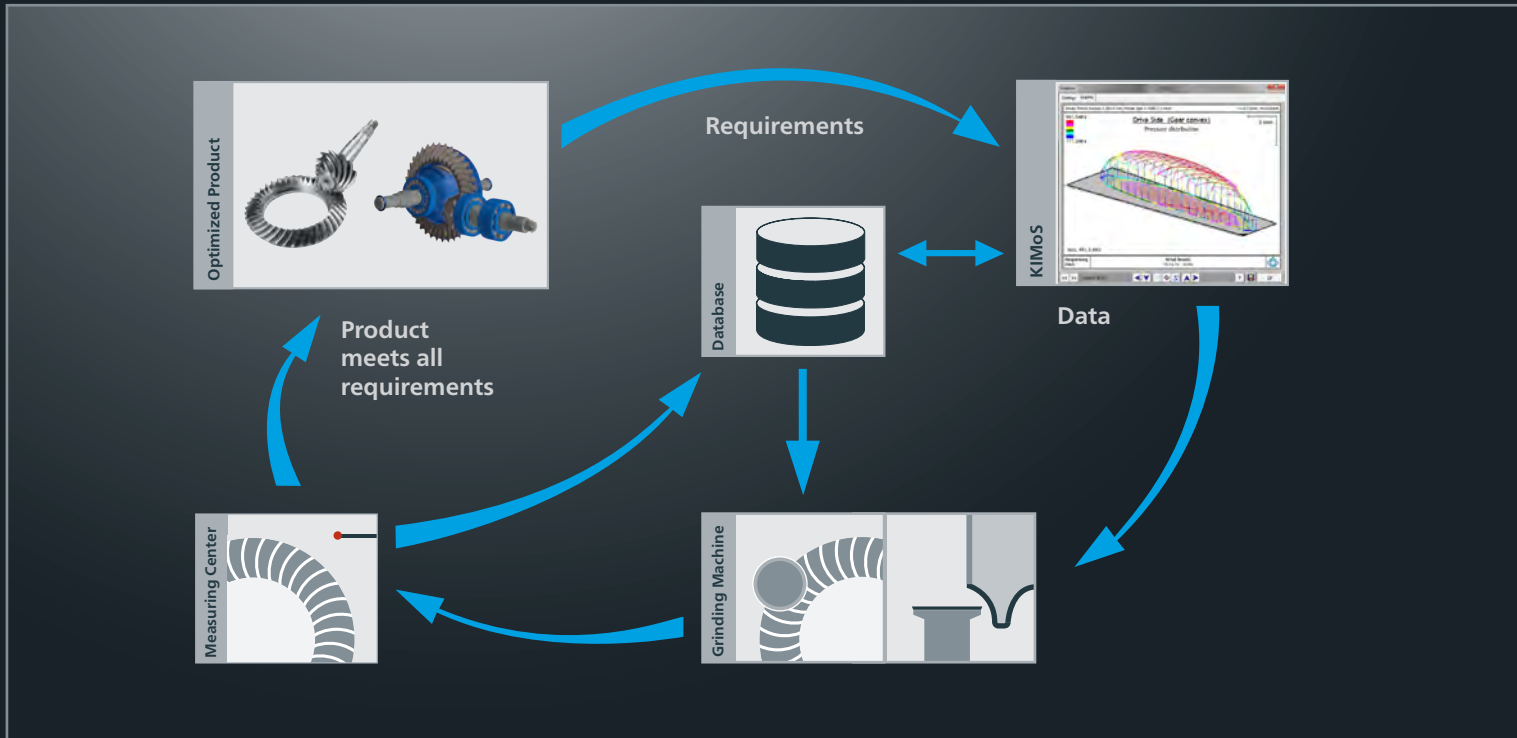 Optimized Product
Requirements
KIMoS
Drive Side (Gear convex)
Pressure distribution
Database
Data
Product
meets all
requirements
Measuring Center
Grinding Machine